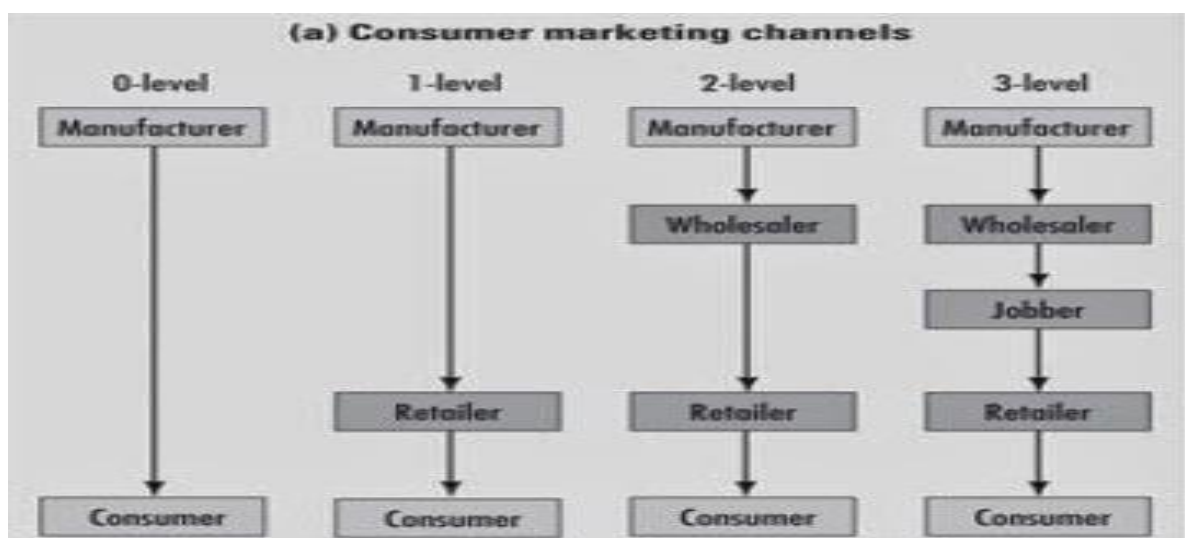 (a) Consumer marketing channels
0-level 1-level 2-level 3-level
Manufacturer Manufacturer Manufacturer Manufacturer
Wholesaler Wholesaler
Jobber
Retailer Retailer Retailer
Consumer Consumer Consumer Consumer